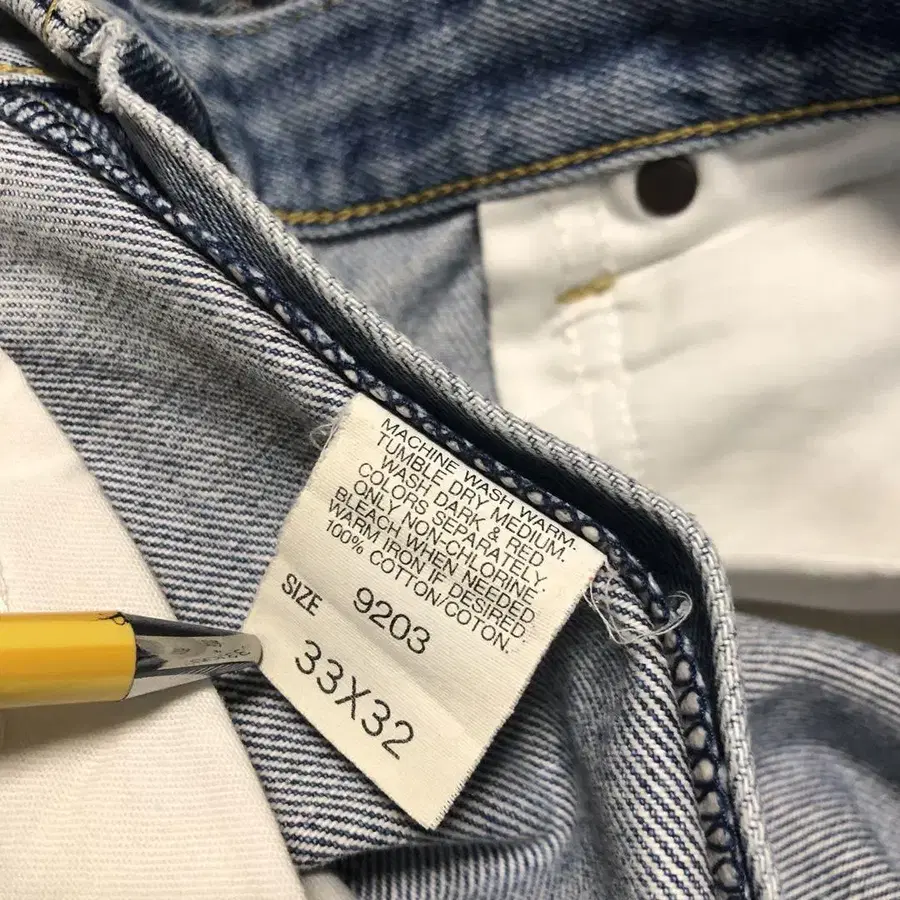 MACHINE WASH WARM.
TUMBLE DRY MEDIUM.
WASH DARK & RED
COLORS SEPARATELY
ONLY NON-CHLORINE
BLEACH WHEN NEEDED
WARM IRON IF DESIRED.
100% COTTON/COTON.
9203
SIZE
33X32